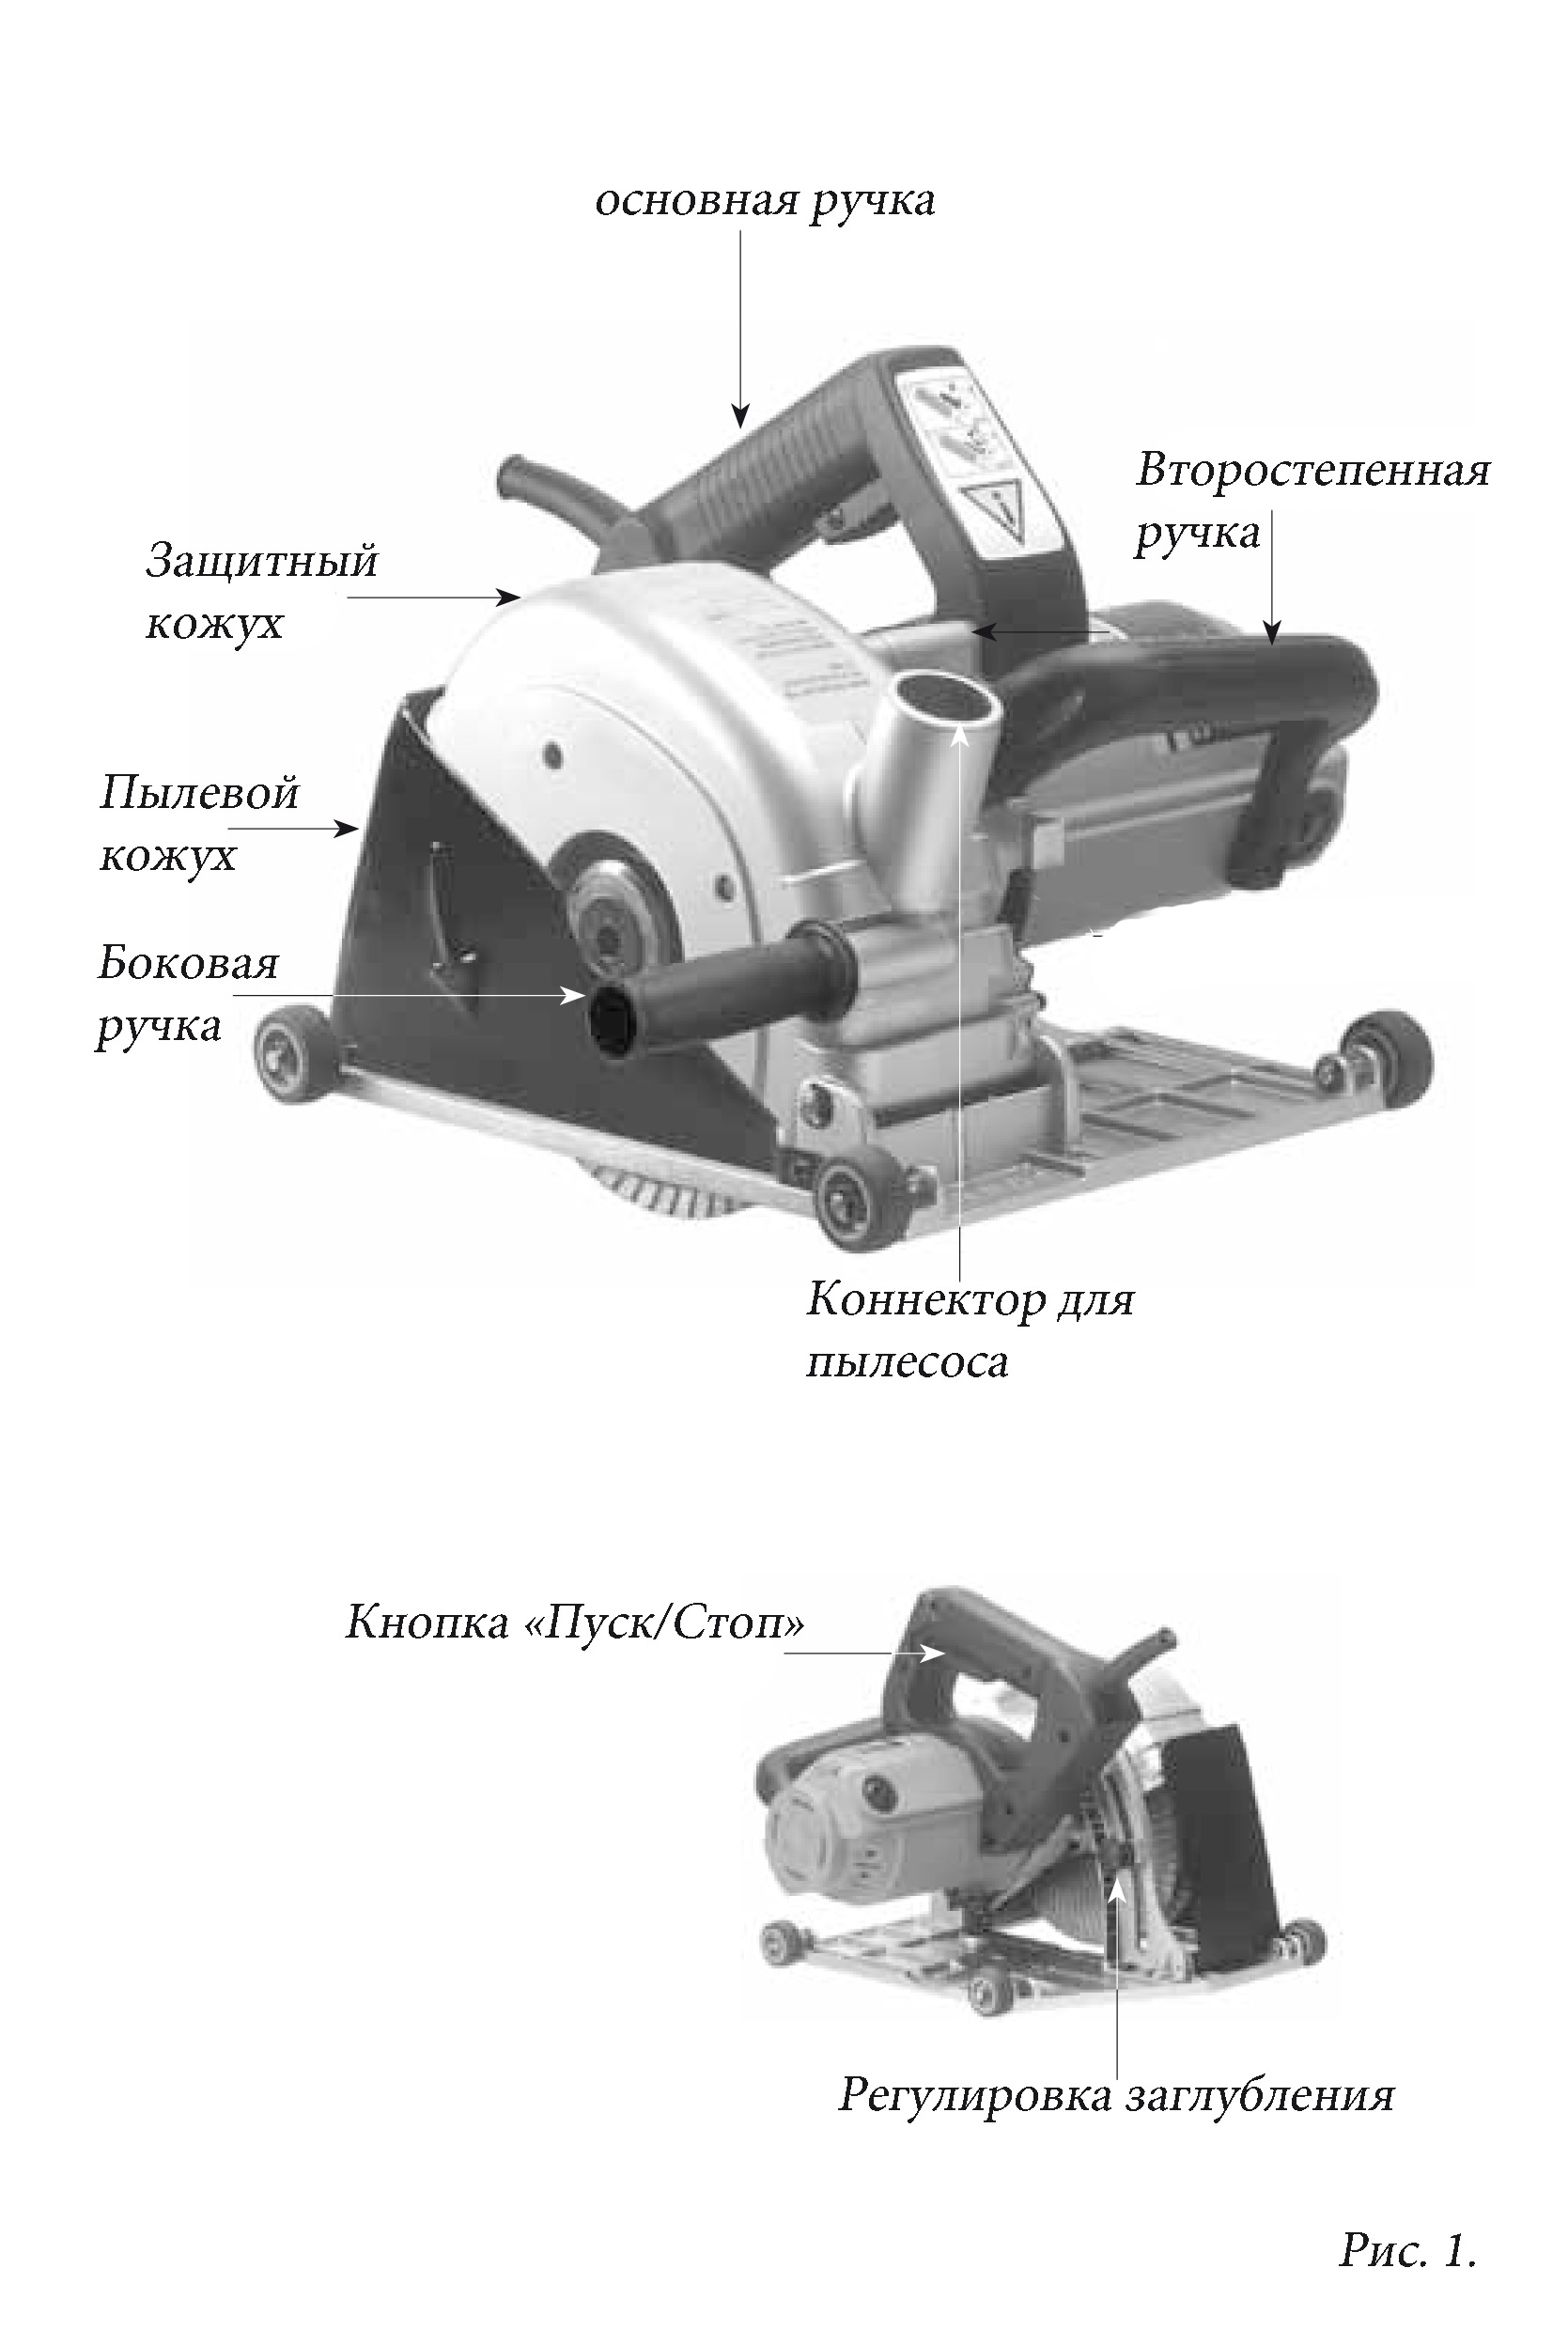 основная ручка
Второстепенная
ручка
Защитный
кожух
Пылевой
кожух
Боковая
ручка
Коннектор для
пылесоса
Кнопка «Пуск/Стоп»
Регулировка заглубления
Рис. 1.